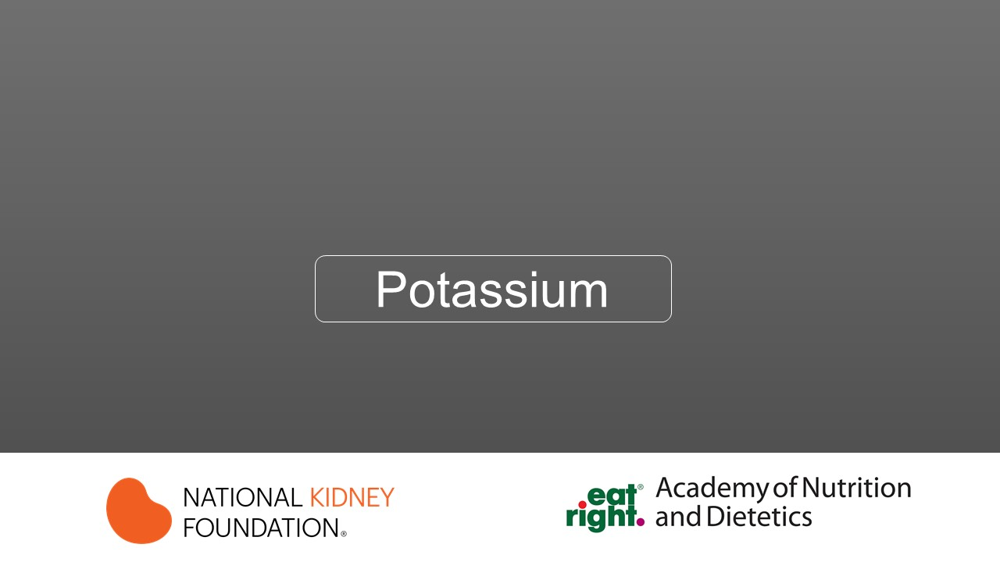 Potassium
NATIONAL KIDNEY
FOUNDATION®
eat®
right.
Academy of Nutrition
and Dietetics